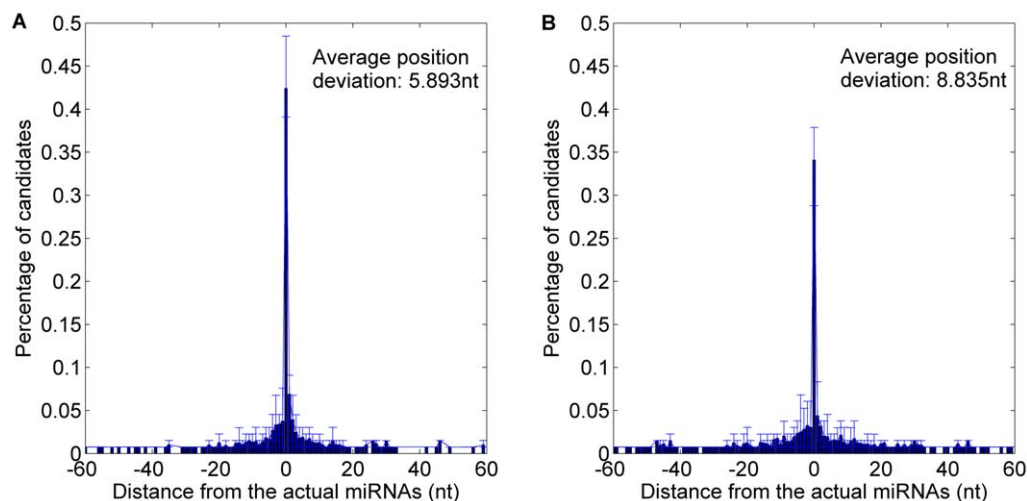 A
Average position
deviation: 5.893nt
Percentage of candidates
0.5
0.45
0.4
0.35
0.3
0.25
0.2
0.15
0.1
0.05
0
-60 -40 -20 0 20 40 60
Distance from the actual miRNAs (nt)
B
Average position
deviation: 8.835nt
Percentage of candidates
0.5
0.45
0.4
0.35
0.3
0.25
0.2
0.15
0.1
0.05
0
-60 -40 -20 0 20 40 60
Distance from the actual miRNAs (nt)